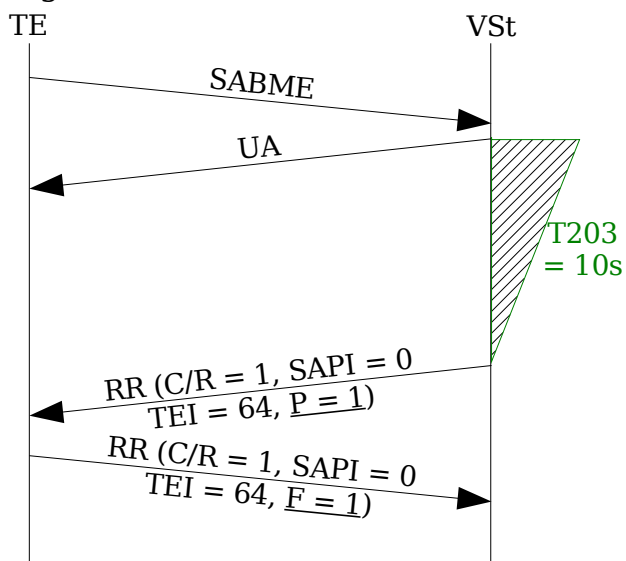 TE
VSt
SABME
UA
T203
= 10s
RR (C/R = 1, SAPI = 0
TEI = 64, P = 1)
RR (C/R = 1, SAPI = 0
TEI = 64, F = 1)